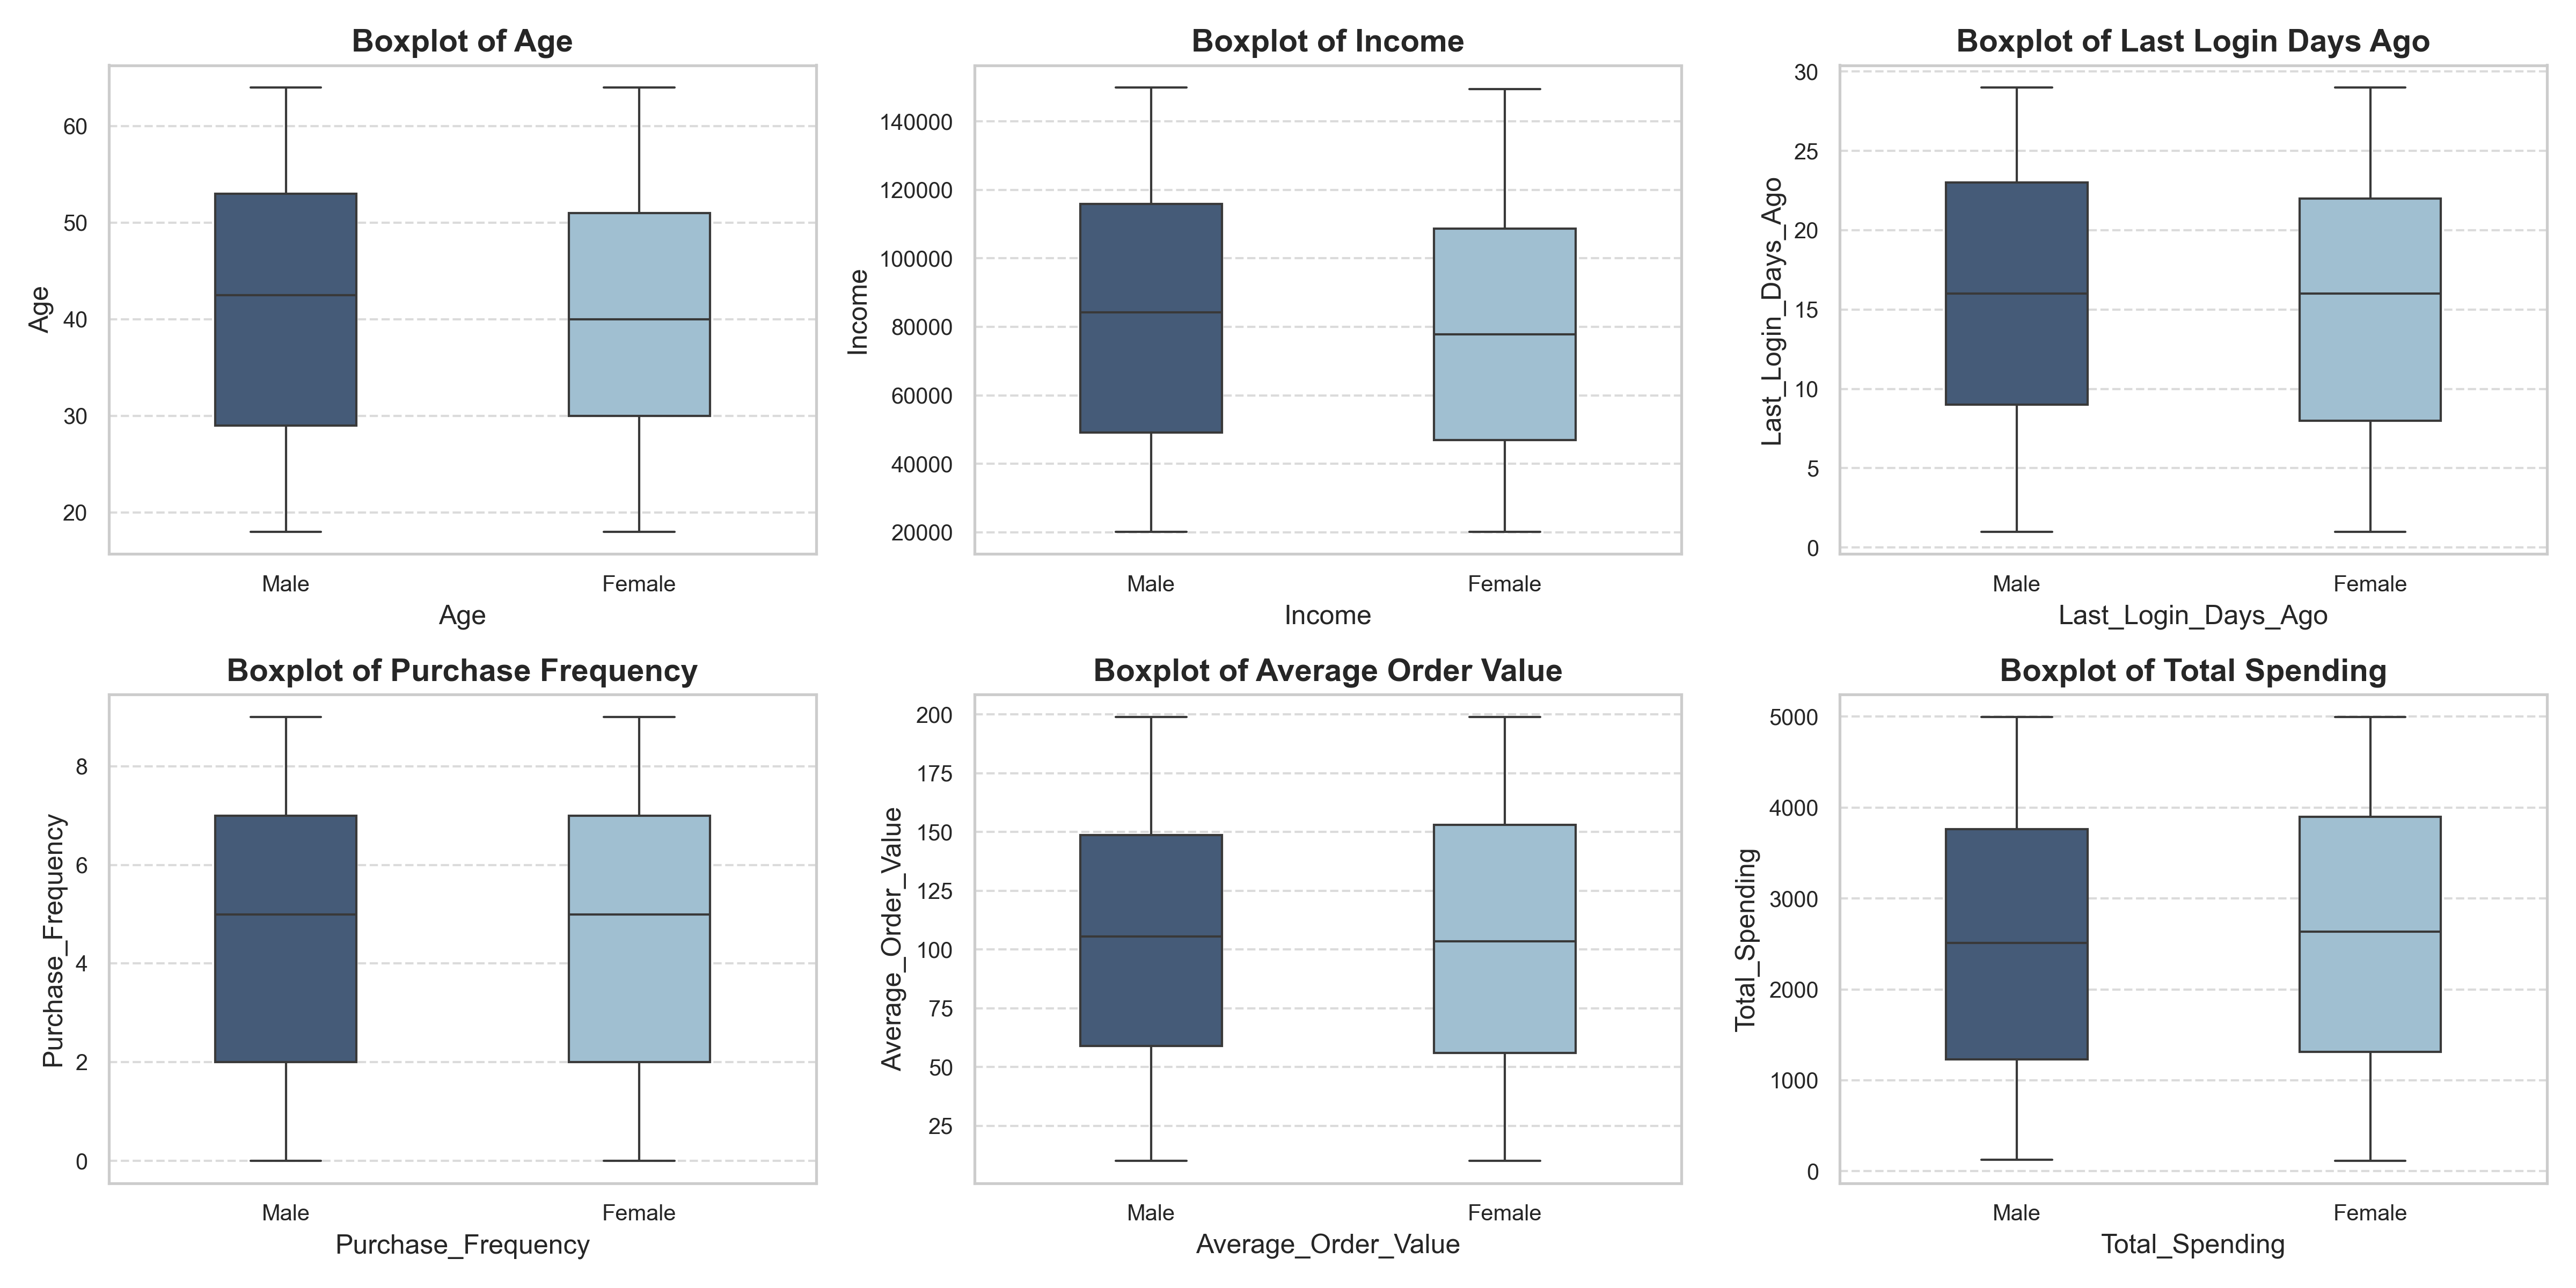 Boxplot of Age
Age
60
50
40
30
20
Male Female
Age
Boxplot of Income
Income
140000
120000
100000
80000
60000
40000
20000
Male Female
Income
Boxplot of Last Login Days Ago
Last_Login_Days_Ago
30
25
20
15
10
5
0
Male Female
Last_Login_Days_Ago
Boxplot of Purchase Frequency
Purchase_Frequency
8
6
4
2
0
Male Female
Purchase_Frequency
Boxplot of Average Order Value
Average_Order_Value
200
175
150
125
100
75
50
25
Male Female
Average_Order_Value
Boxplot of Total Spending
Total_Spending
5000
4000
3000
2000
1000
0
Male Female
Total_Spending